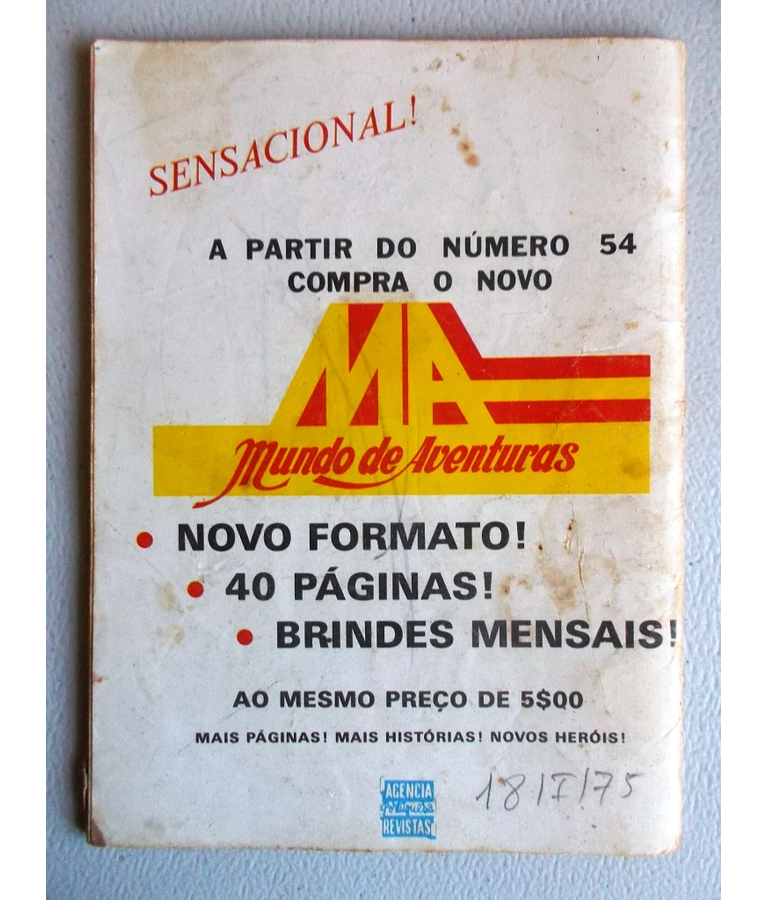 SENSACIONAL!
A PARTIR DO NÚMERO 54
COMPRA O NOVO
MA
Mundo de Aventuras
• NOVO FORMATO!
• 40 PÁGINAS!
• BRINDES MENSAIS!
AO MESMO PREÇO DE 5$00
MAIS PÁGINAS! MAIS HISTÓRIAS! NOVOS HERÓIS!
AGENCIA
Portuguesa
REVISTAS
18/I/75